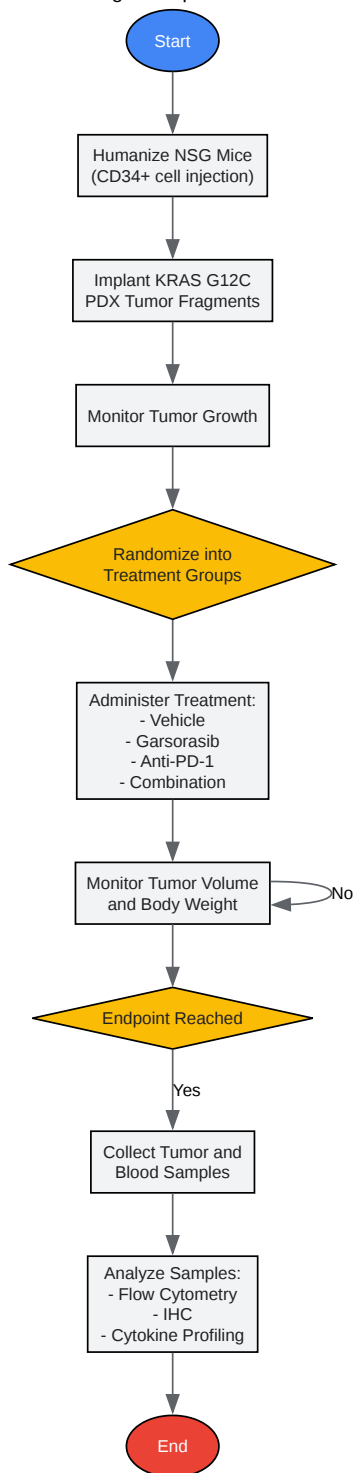 Start
Humanize NSG Mice
(CD34+ cell injection)
Implant KRAS G12C
PDX Tumor Fragments
Monitor Tumor Growth
Randomize into
Treatment Groups
Administer Treatment:
- Vehicle
- Garsorasib
- Anti-PD-1
- Combination
Monitor Tumor Volume
and Body Weight
No
Endpoint Reached
Yes
Collect Tumor and
Blood Samples
Analyze Samples:
- Flow Cytometry
- IHC
- Cytokine Profiling
End